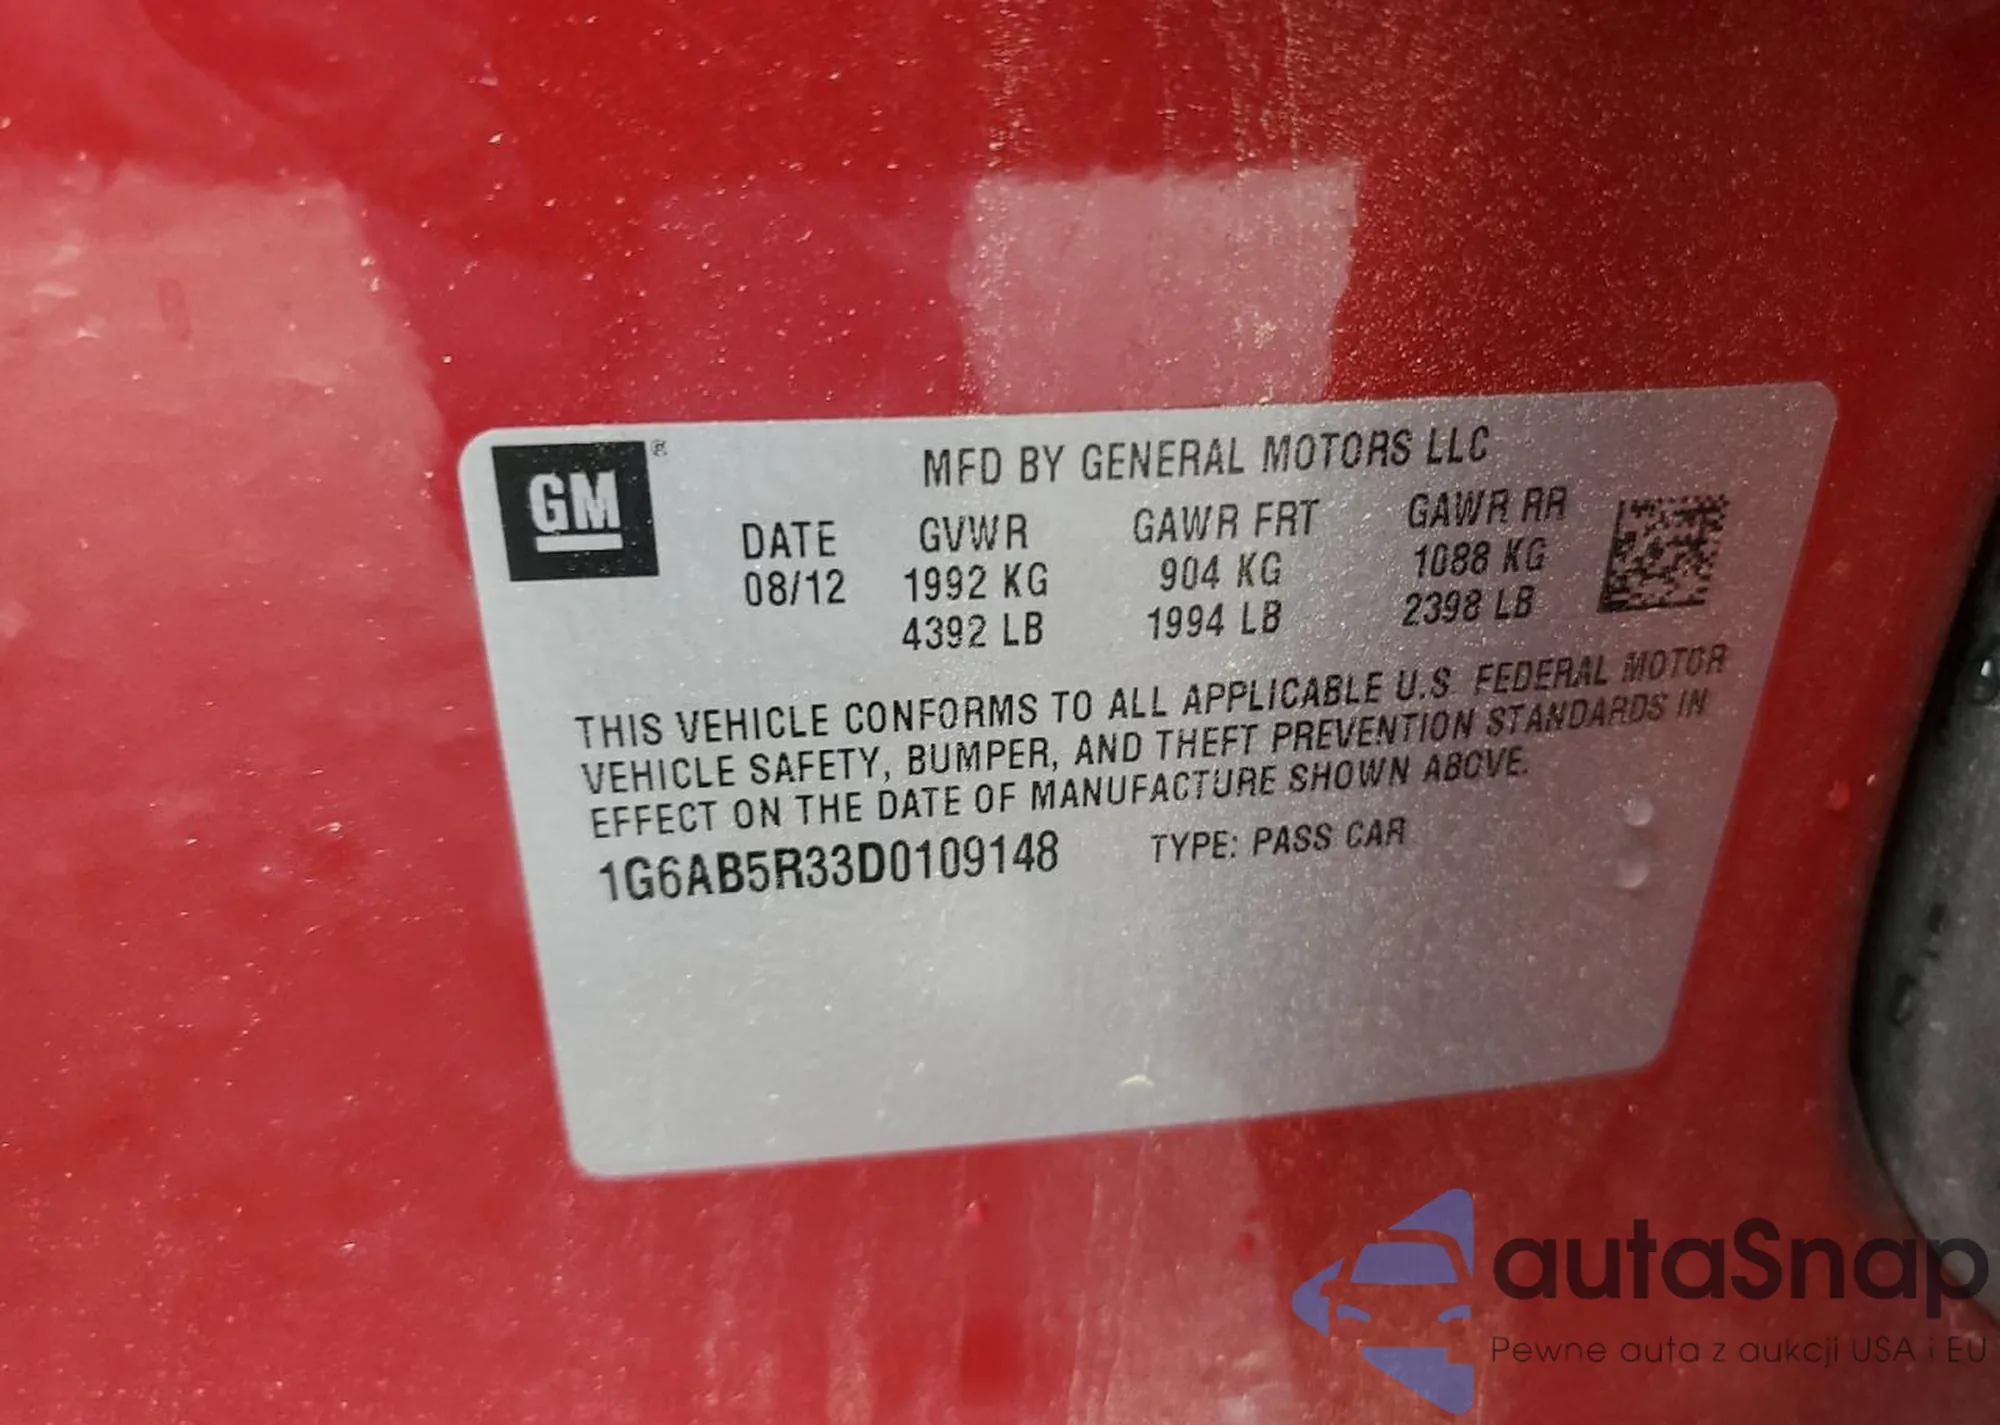 GM®
MFD BY GENERAL MOTORS LLC
DATE GVWR GAWR FRT GAWR RR
08/12 1992 KG 904 KG 1088 KG
4392 LB 1994 LB 2398 LB
THIS VEHICLE CONFORMS TO ALL APPLICABLE U.S. FEDERAL MOTOR
VEHICLE SAFETY, BUMPER, AND THEFT PREVENTION STANDARDS IN
EFFECT ON THE DATE OF MANUFACTURE SHOWN ABOVE.
1G6AB5R33D0109148 TYPE: PASS CAR
autaSnap
Pewne auta z aukcji USA i EU